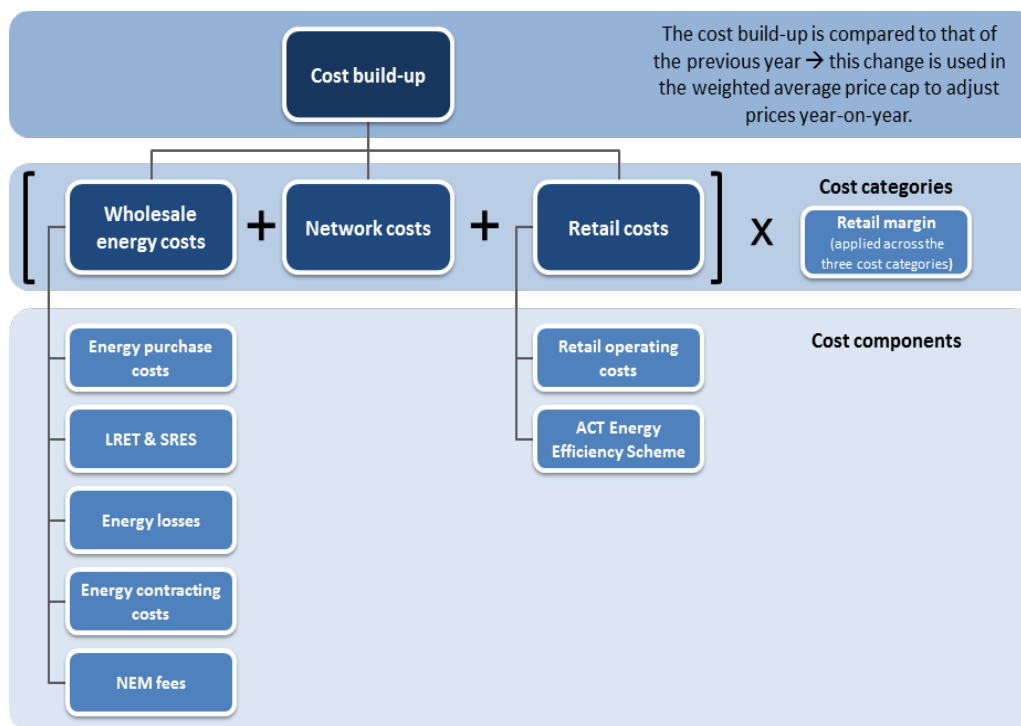 Cost build-up
The cost build-up is compared to that of
the previous year → this change is used in
the weighted average price cap to adjust
prices year-on-year.
[
Wholesale
energy costs
+
Network costs
+
Retail costs
]
X
Cost categories
Retail margin
(applied across the
three cost categories)
Cost components
Energy purchase
costs
LRET & SRES
Energy losses
Energy contracting
costs
NEM fees
Retail operating
costs
ACT Energy
Efficiency Scheme